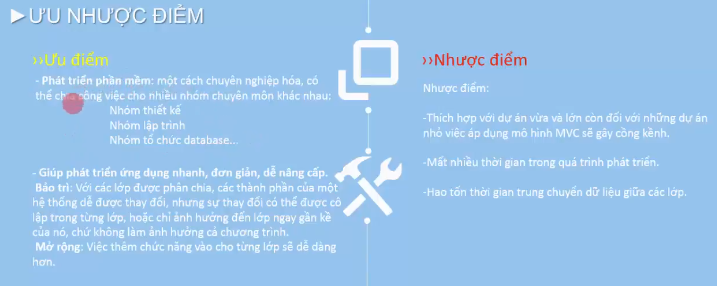 ►ƯU NHƯỢC ĐIỂM
››Ưu điểm
- Phát triển phần mềm: một cách chuyên nghiệp hóa, có
thể chia công việc cho nhiều nhóm chuyên môn khác nhau:
Nhóm thiết kế
Nhóm lập trình
Nhóm tổ chức database...
- Giúp phát triển ứng dụng nhanh, đơn giản, dễ nâng cấp.
Bảo trì: Với các lớp được phân chia, các thành phần của một
hệ thống dễ được thay đổi, nhưng sự thay đổi có thể được cô
lập trong từng lớp, hoặc chỉ ảnh hưởng đến lớp ngay gần kề
của nó, chứ không làm ảnh hưởng cả chương trình.
Mở rộng: Việc thêm chức năng vào cho từng lớp sẽ dễ dàng
hơn.
››Nhược điểm
Nhược điểm:
-Thích hợp với dự án vừa và lớn còn đối với những dự án
nhỏ việc áp dụng mô hình MVC sẽ gây cồng kềnh.
-Mất nhiều thời gian trong quá trình phát triển.
-Hao tốn thời gian trung chuyển dữ liệu giữa các lớp.